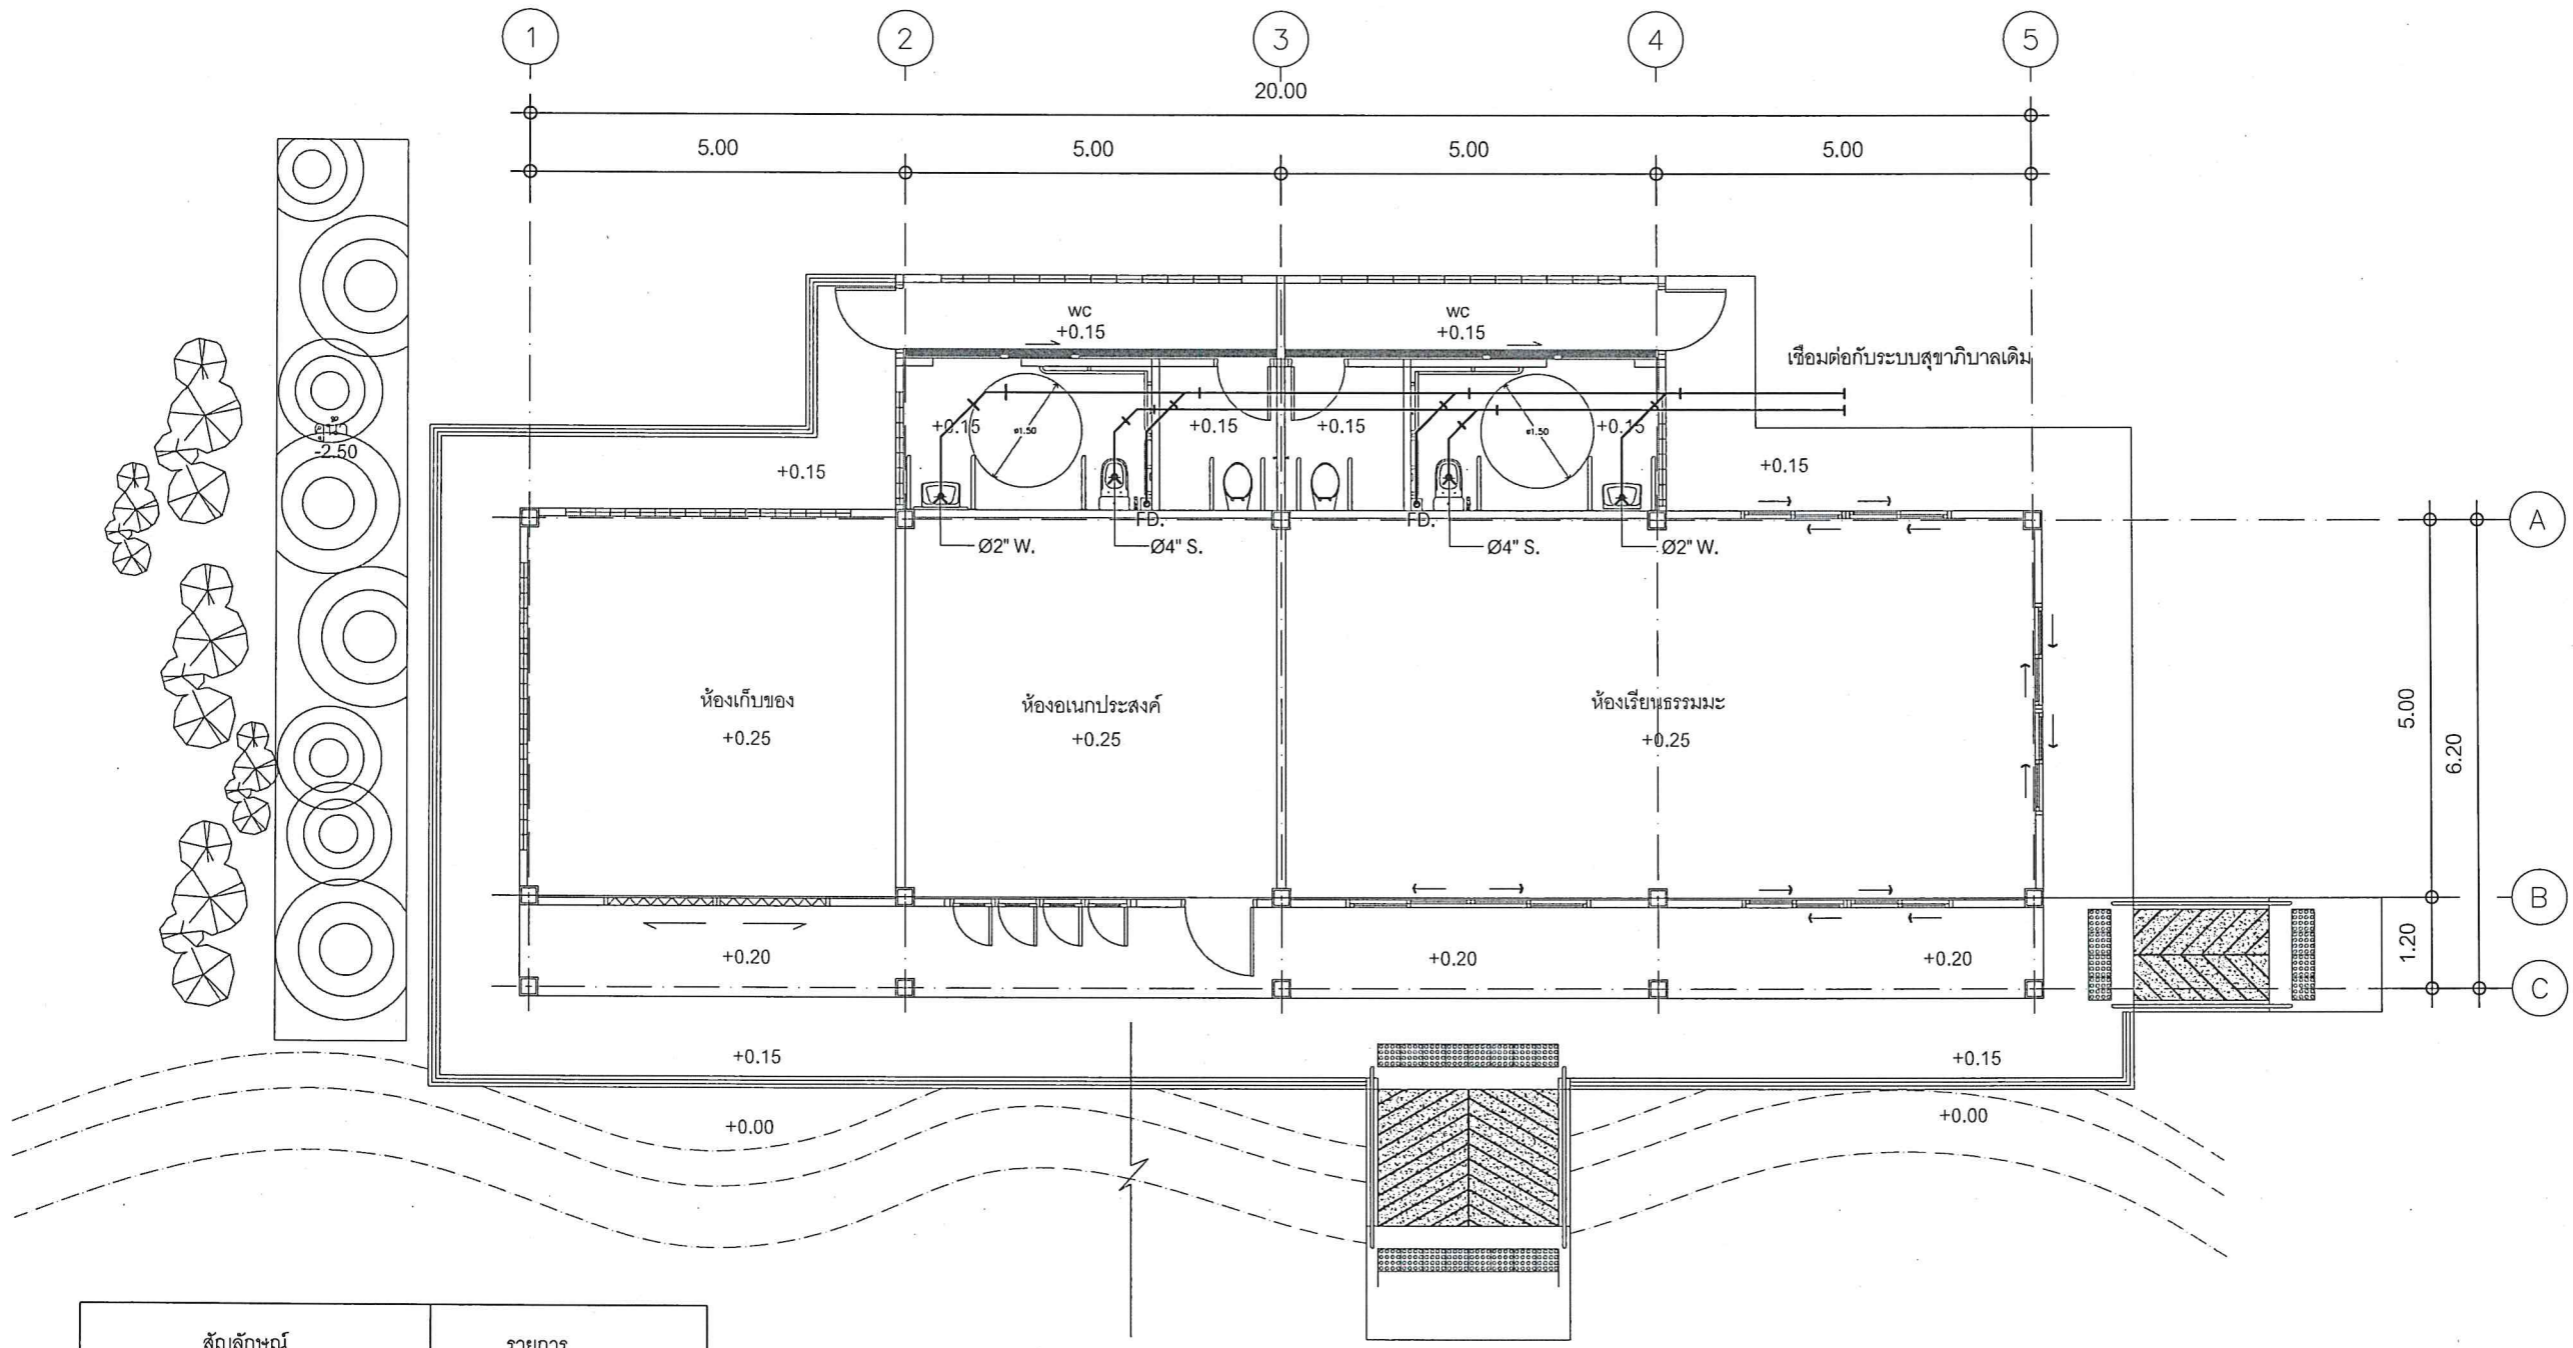 1 2 3 4 5
20.00
5.00 5.00 5.00 5.00
WC
+0.15
WC
+0.15
เชื่อมต่อกับระบบสุขาภิบาลเดิม
+0.15 +0.15 +0.15 +0.15
ø1.50 ø1.50
-2.50
+0.15 +0.15
FD. FD.
A
Ø2" W. Ø4" S. Ø4" S. Ø2" W.
ห้องเก็บของ
+0.25
ห้องอเนกประสงค์
+0.25
ห้องเรียนธรรมมะ
+0.25
5.00
6.20
B
1.20
+0.20 +0.20 +0.20
C
+0.15 +0.15
+0.00 +0.00
สัญลักษณ์ รายการ